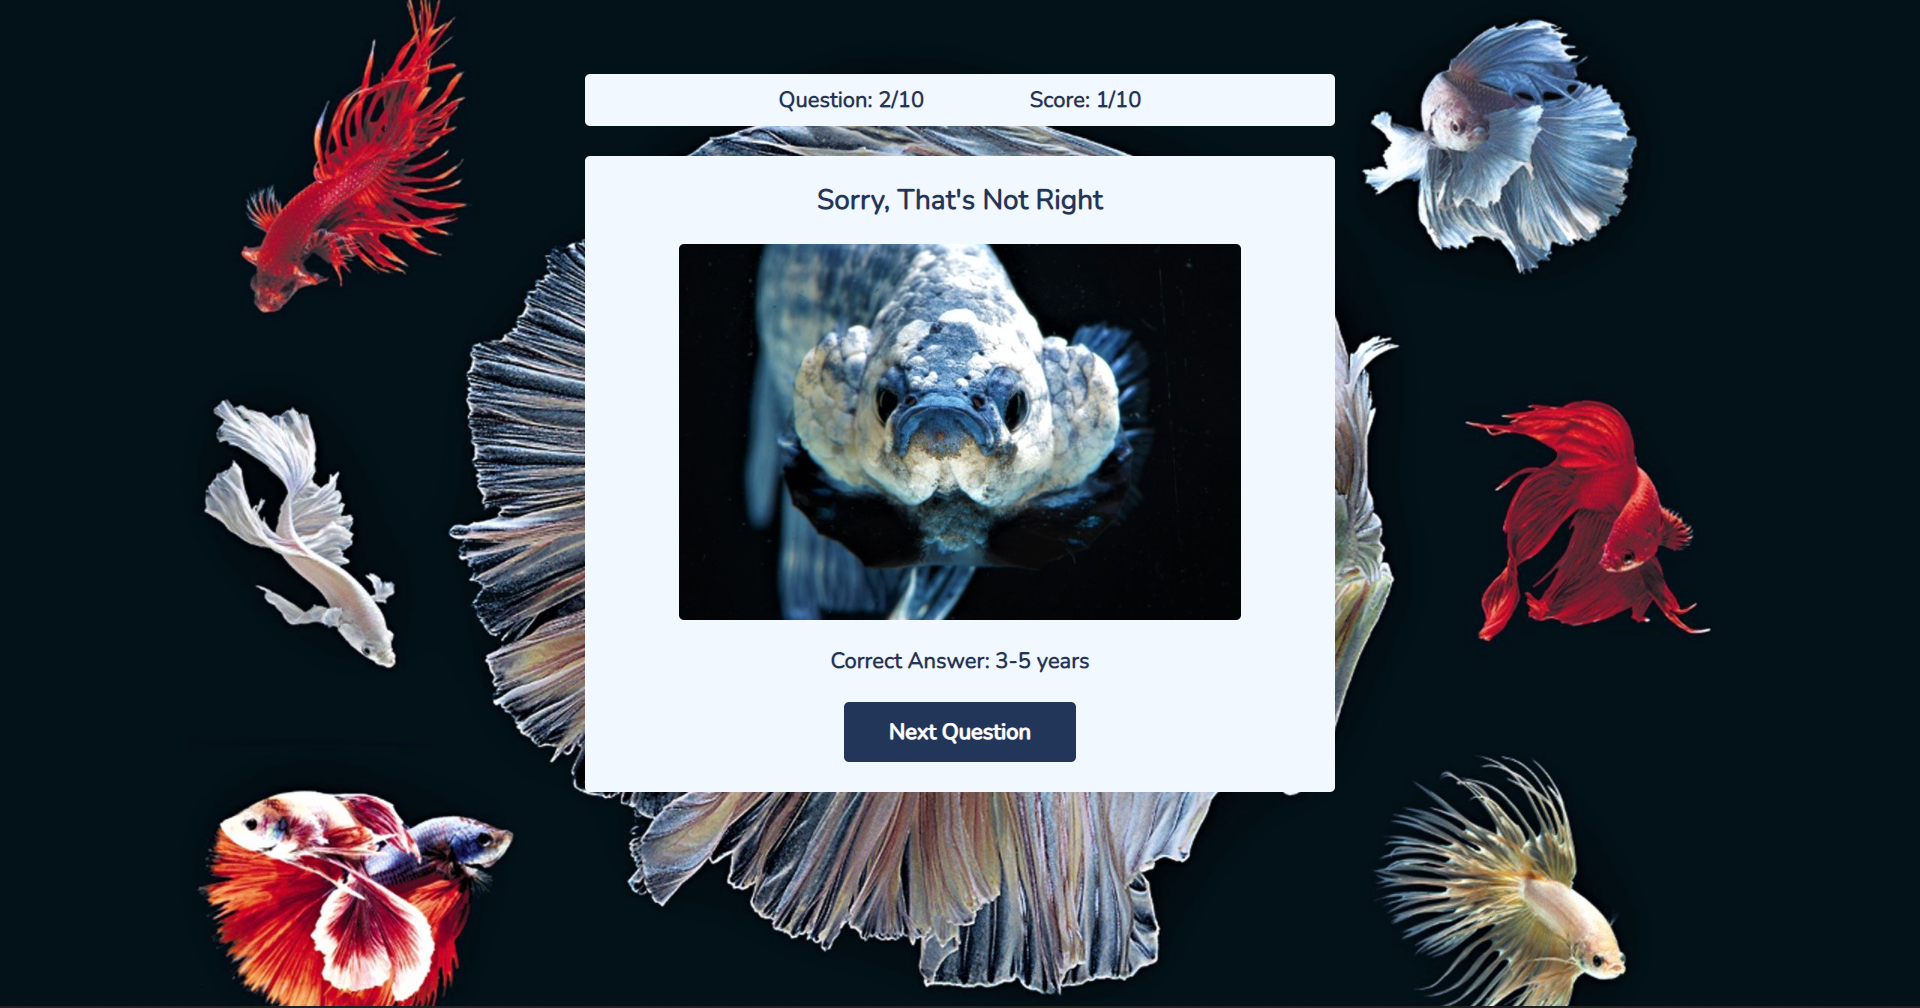 Question: 2/10 Score: 1/10
Sorry, That's Not Right
Correct Answer: 3-5 years
Next Question